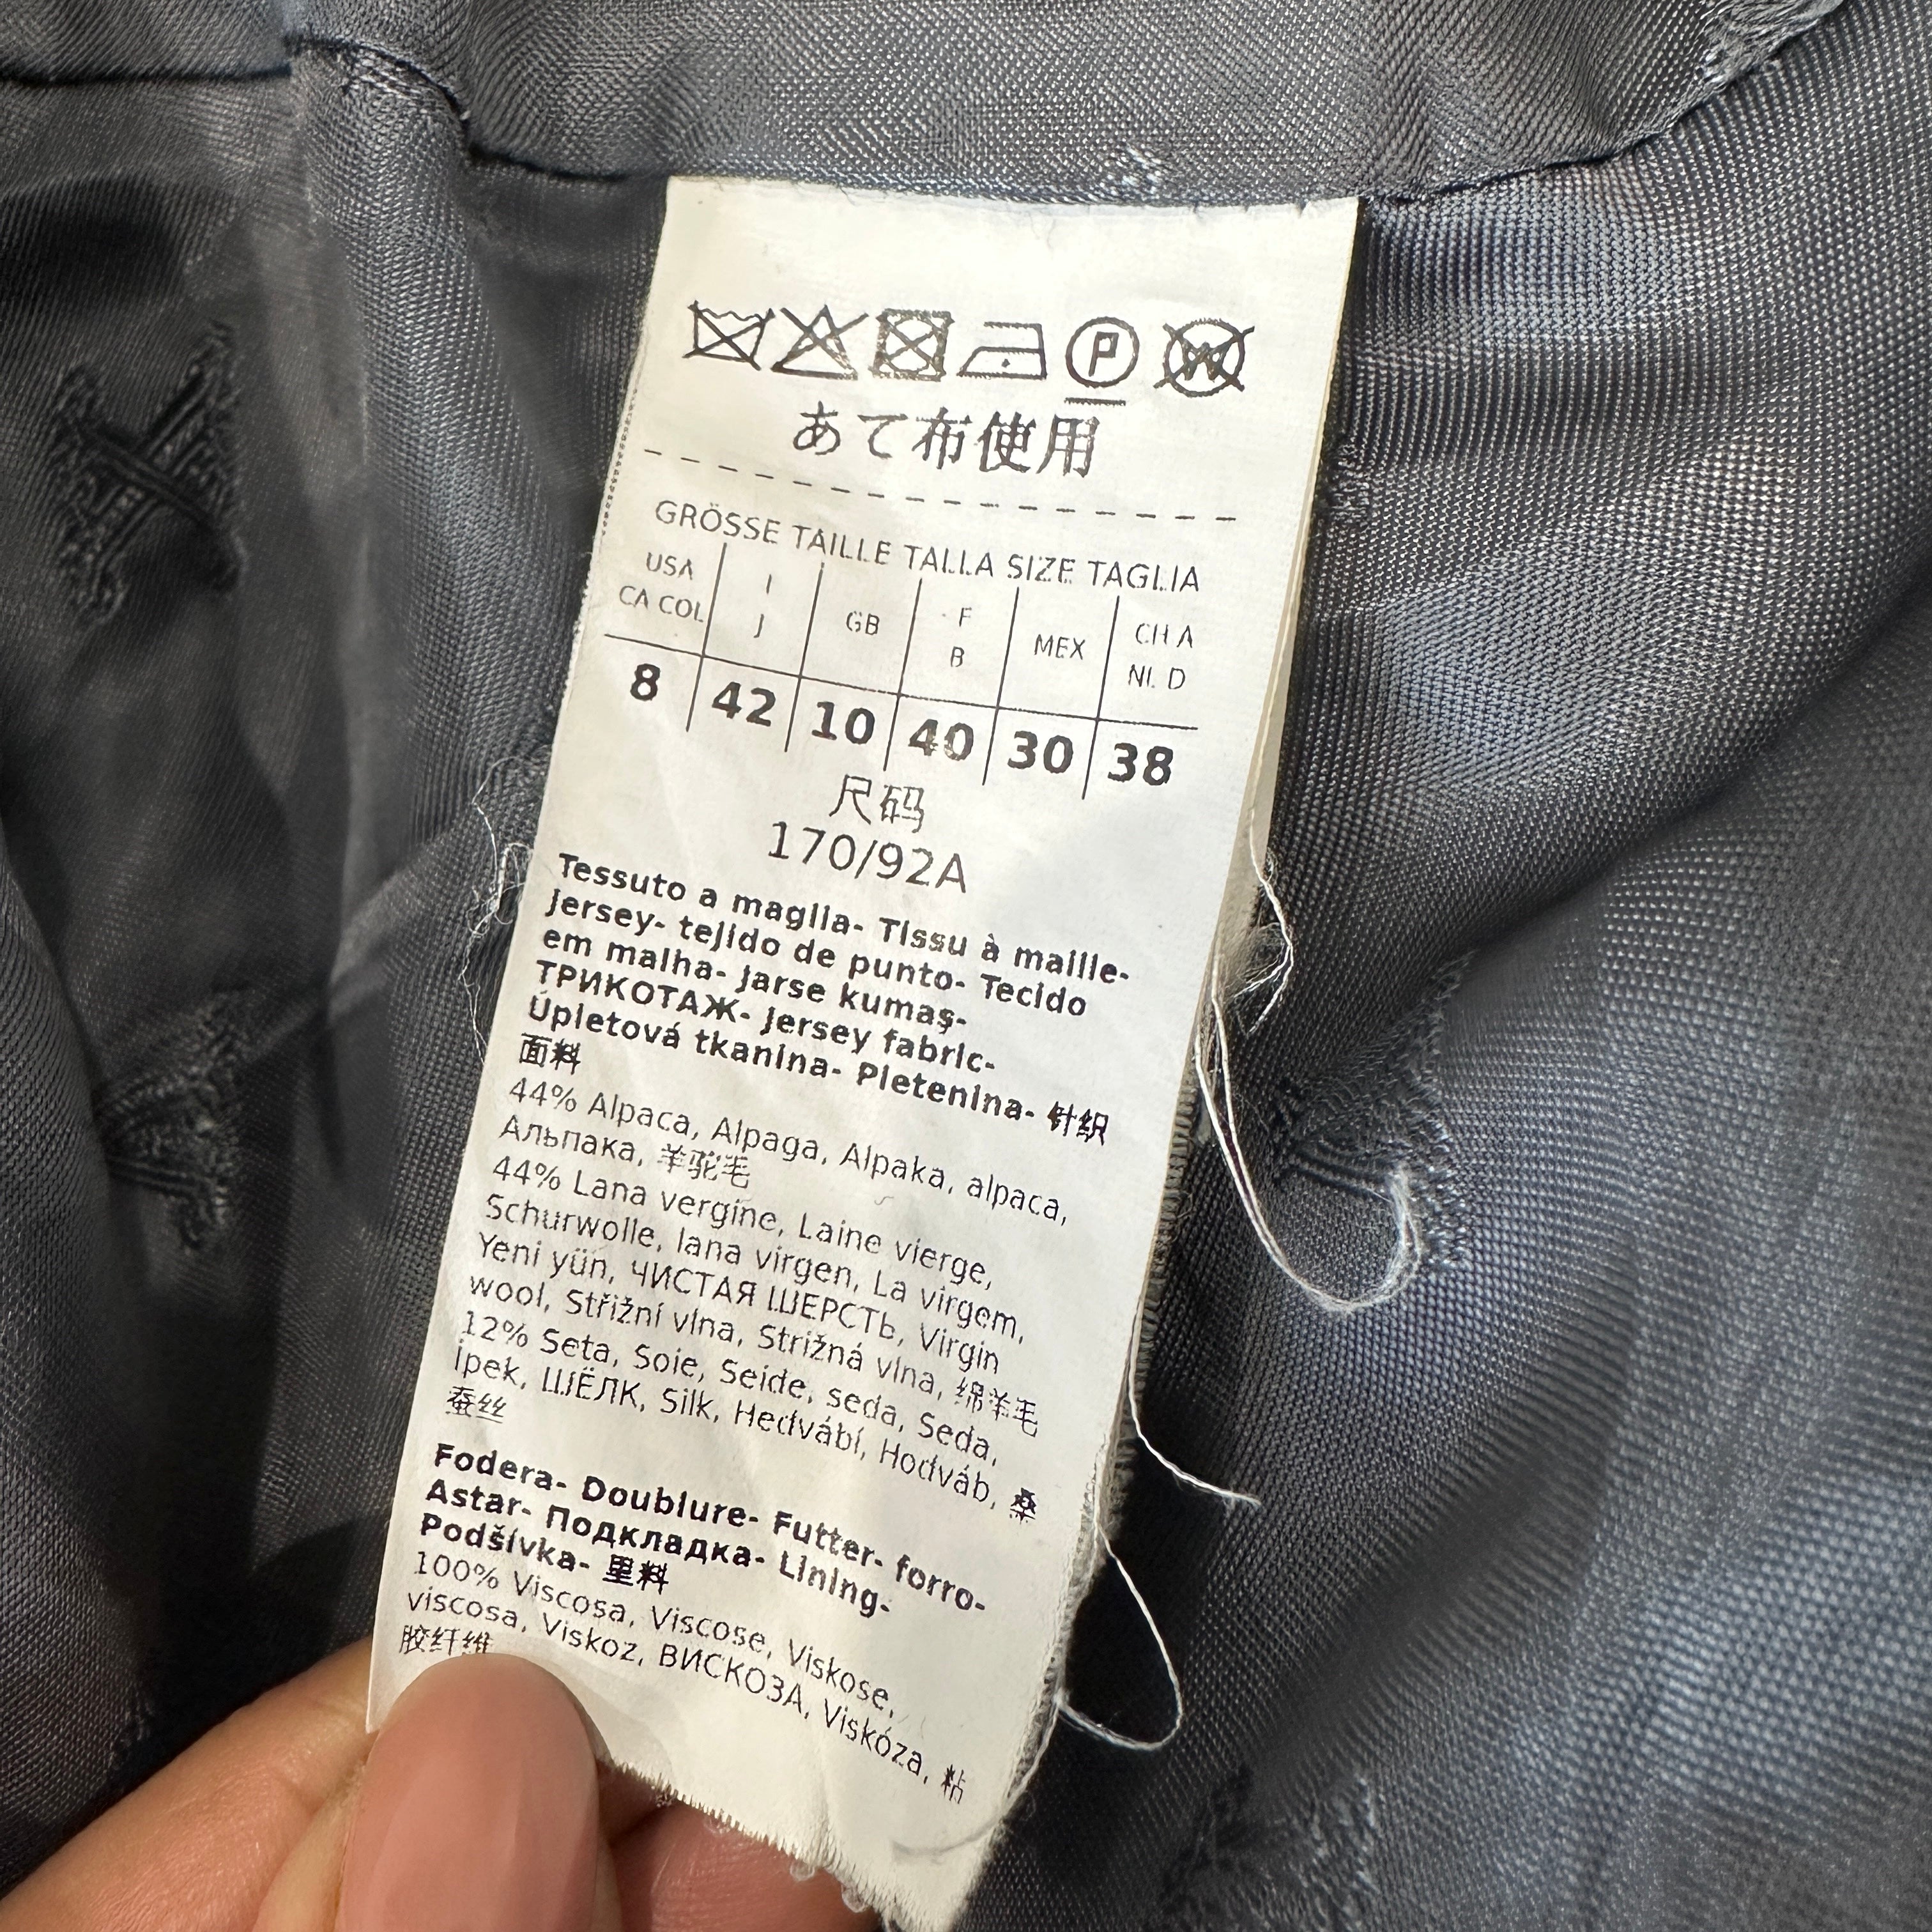 P W
あて布使用
GRÖSSE TAILLE TALLA SIZE TAGLIA
USA CA COL I J GB F B MEX CH A NL D
8 42 10 40 30 38
尺码
170/92A
Tessuto a maglia- Tissu à maille-
Jersey- tejido de punto- Tecido
em malha- Jarse kumaş-
ТРИКОТАЖ- Jersey fabric-
Úpletová tkanina- Pletenina- 针织
面料
44% Alpaca, Alpaga, Alpaka, alpaca,
Альпака, 羊驼毛
44% Lana vergine, Laine vierge,
Schurwolle, lana virgen, La virgem,
Yeni yün, ЧИСТАЯ ШЕРСТЬ, Virgin
wool, Střižní vlna, Strižná vlna, 绵羊毛
12% Seta, Soie, Seide, seda, Seda,
İpek, ШЁЛК, Silk, Hedvábí, Hodváb, 桑
蚕丝
Fodera- Doublure- Futter- forro-
Astar- Подкладка- Lining-
Podšívka- 里料
100% Viscosa, Viscose, Viskose,
viscosa, Viskoz, ВИСКОЗА, Viskóza, 粘
胶纤维